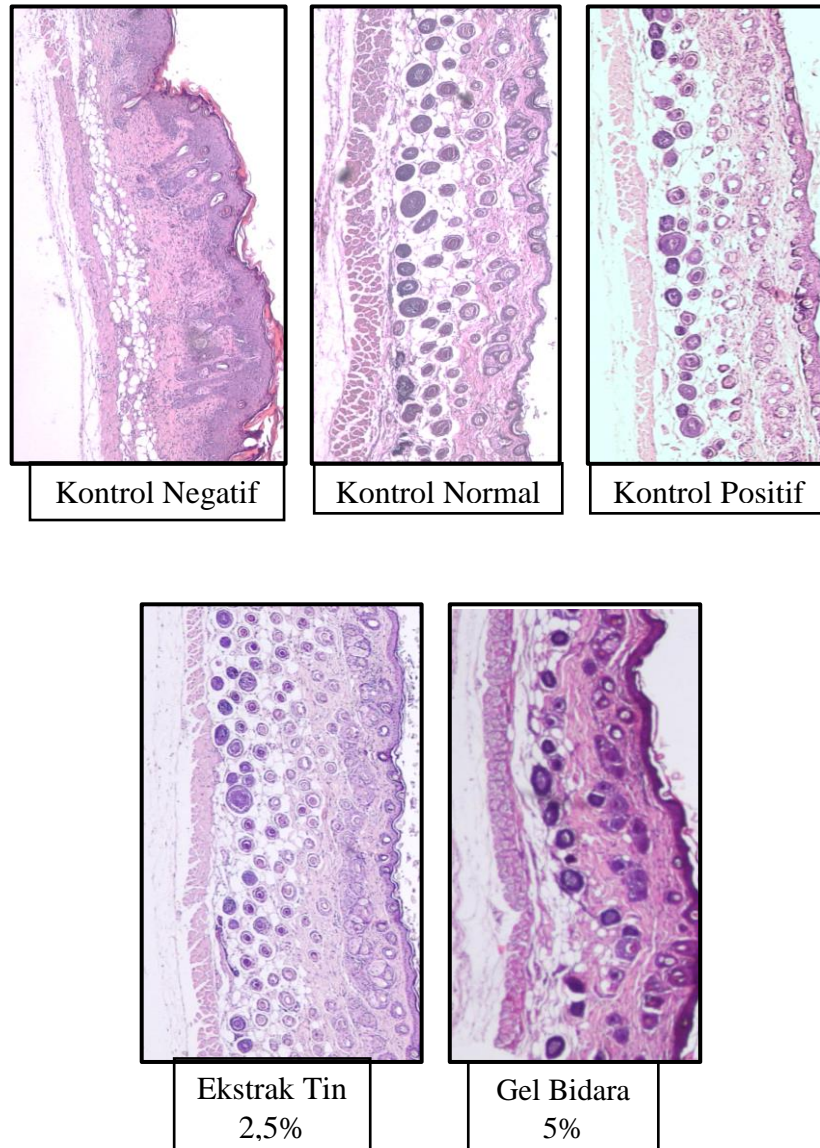 Kontrol Negatif
Kontrol Normal
Kontrol Positif
Ekstrak Tin
2,5%
Gel Bidara
5%